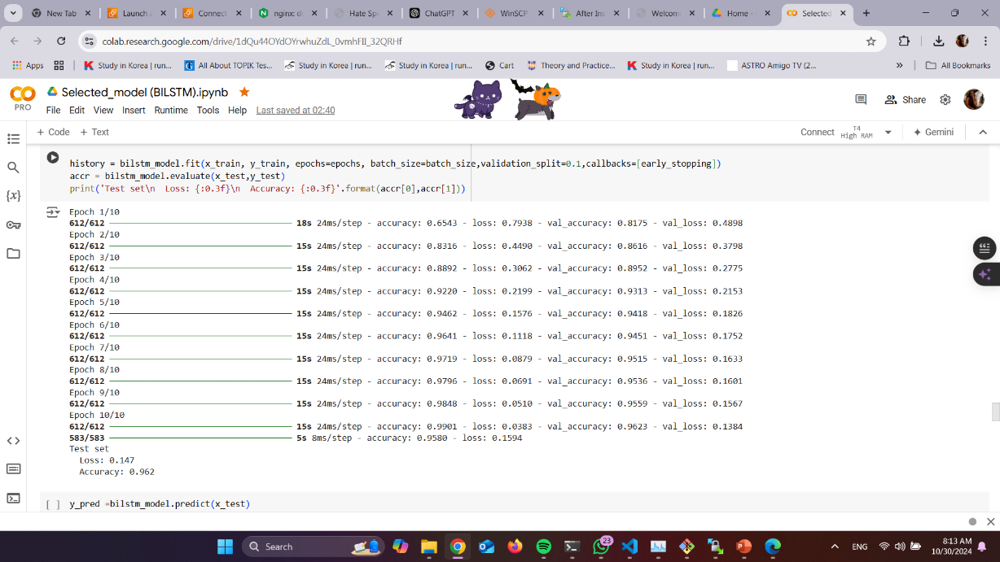 New Tab
Launch a
Connect
nginx: do
Hate Spe
ChatGPT
WinSCP
After Ins
Welcom
Home -
Selected
colab.research.google.com/drive/1dQu44OYdOYrwhuZdL_0vmhFII_32QRHf
Apps
Study in Korea | run...
All About TOPIK Tes...
Study in Korea | run...
Study in Korea | run...
Cart
Theory and Practice...
Study in Korea | run...
ASTRO Amigo TV (2...
»
All Bookmarks
CO
PRO
Selected_model (BILSTM).ipynb
File Edit View Insert Runtime Tools Help Last saved at 02:40
Share
+ Code + Text
Connect T4 High RAM
Gemini
history = bilstm_model.fit(x_train, y_train, epochs=epochs, batch_size=batch_size,validation_split=0.1,callbacks=[early_stopping])
accr = bilstm_model.evaluate(x_test,y_test)
print('Test set\n  Loss: {:0.3f}\n  Accuracy: {:0.3f}'.format(accr[0],accr[1]))
{x}
Epoch 1/10
612/612 18s 24ms/step - accuracy: 0.6543 - loss: 0.7938 - val_accuracy: 0.8175 - val_loss: 0.4898
Epoch 2/10
612/612 15s 24ms/step - accuracy: 0.8316 - loss: 0.4490 - val_accuracy: 0.8616 - val_loss: 0.3798
Epoch 3/10
612/612 15s 24ms/step - accuracy: 0.8892 - loss: 0.3062 - val_accuracy: 0.8952 - val_loss: 0.2775
Epoch 4/10
612/612 15s 24ms/step - accuracy: 0.9220 - loss: 0.2199 - val_accuracy: 0.9313 - val_loss: 0.2153
Epoch 5/10
612/612 15s 24ms/step - accuracy: 0.9462 - loss: 0.1576 - val_accuracy: 0.9418 - val_loss: 0.1826
Epoch 6/10
612/612 15s 24ms/step - accuracy: 0.9641 - loss: 0.1118 - val_accuracy: 0.9451 - val_loss: 0.1752
Epoch 7/10
612/612 15s 24ms/step - accuracy: 0.9719 - loss: 0.0879 - val_accuracy: 0.9515 - val_loss: 0.1633
Epoch 8/10
612/612 15s 24ms/step - accuracy: 0.9796 - loss: 0.0691 - val_accuracy: 0.9536 - val_loss: 0.1601
Epoch 9/10
612/612 15s 24ms/step - accuracy: 0.9848 - loss: 0.0510 - val_accuracy: 0.9559 - val_loss: 0.1567
Epoch 10/10
612/612 15s 24ms/step - accuracy: 0.9901 - loss: 0.0383 - val_accuracy: 0.9623 - val_loss: 0.1384
583/583 5s 8ms/step - accuracy: 0.9580 - loss: 0.1594
Test set
Loss: 0.147
Accuracy: 0.962
[ ] y_pred =bilstm_model.predict(x_test)
Search
23
ENG
8:13 AM
10/30/2024